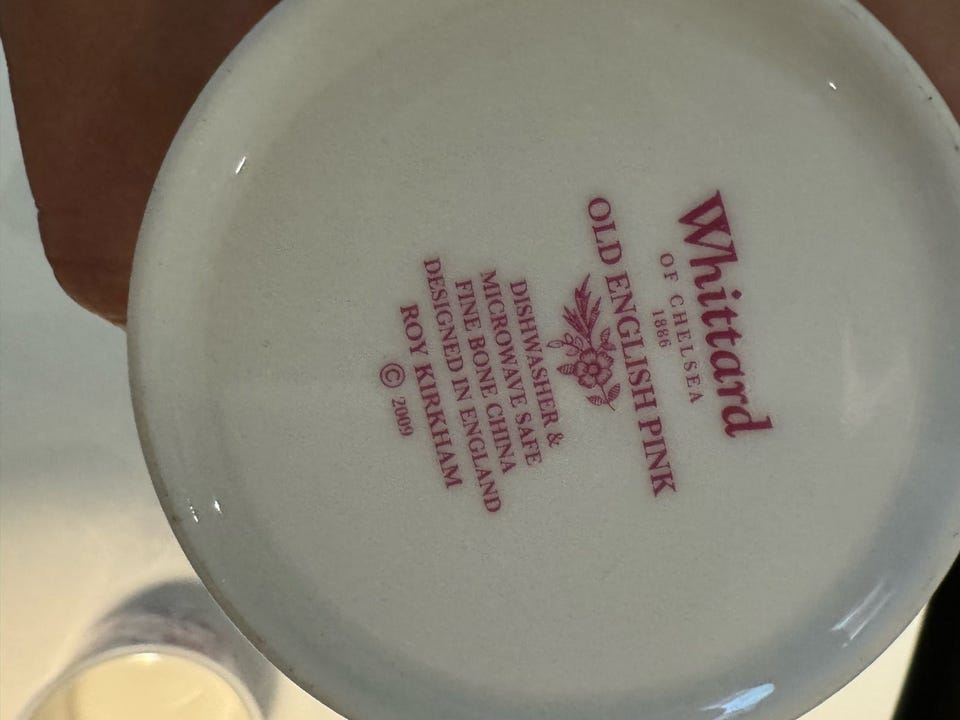 Whittard
OF CHELSEA
1886
OLD ENGLISH PINK
DISHWASHER &
MICROWAVE SAFE
FINE BONE CHINA
DESIGNED IN ENGLAND
ROY KIRKHAM
© 2009